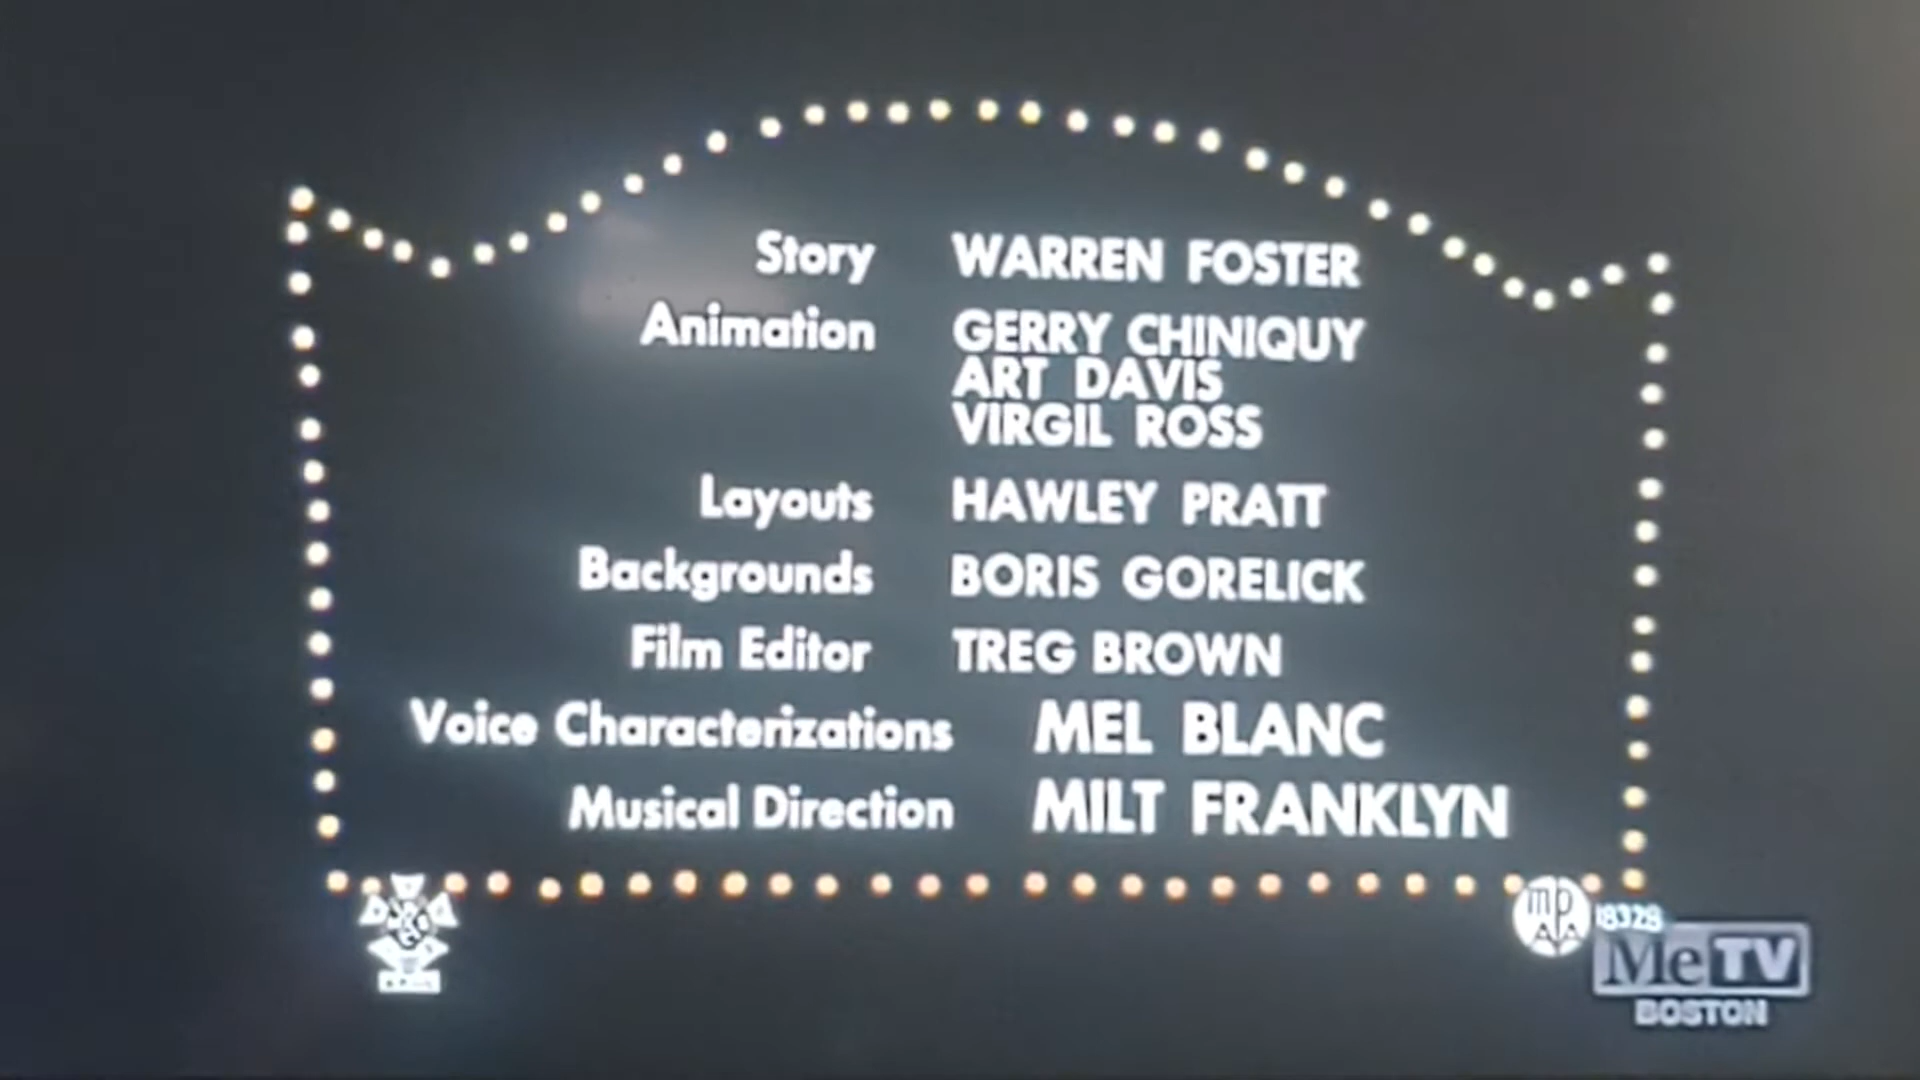 Story WARREN FOSTER
Animation GERRY CHINIQUY
ART DAVIS
VIRGIL ROSS
Layouts HAWLEY PRATT
Backgrounds BORIS GORELICK
Film Editor TREG BROWN
Voice Characterizations MEL BLANC
Musical Direction MILT FRANKLYN
MPAA 18328
MeTV
BOSTON